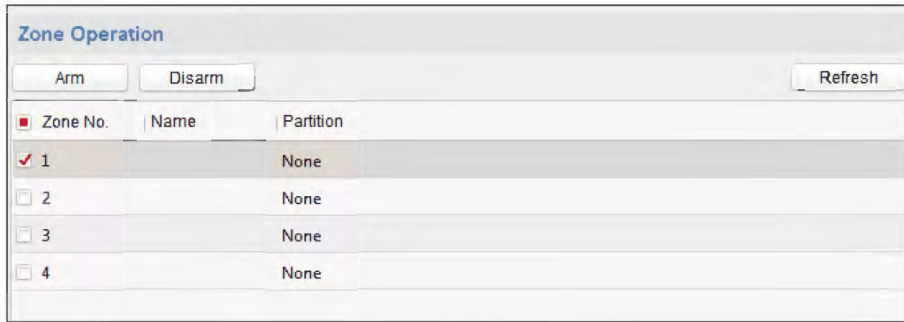 Zone Operation
Arm Disarm Refresh
Zone No. Name Partition
1 None
2 None
3 None
4 None